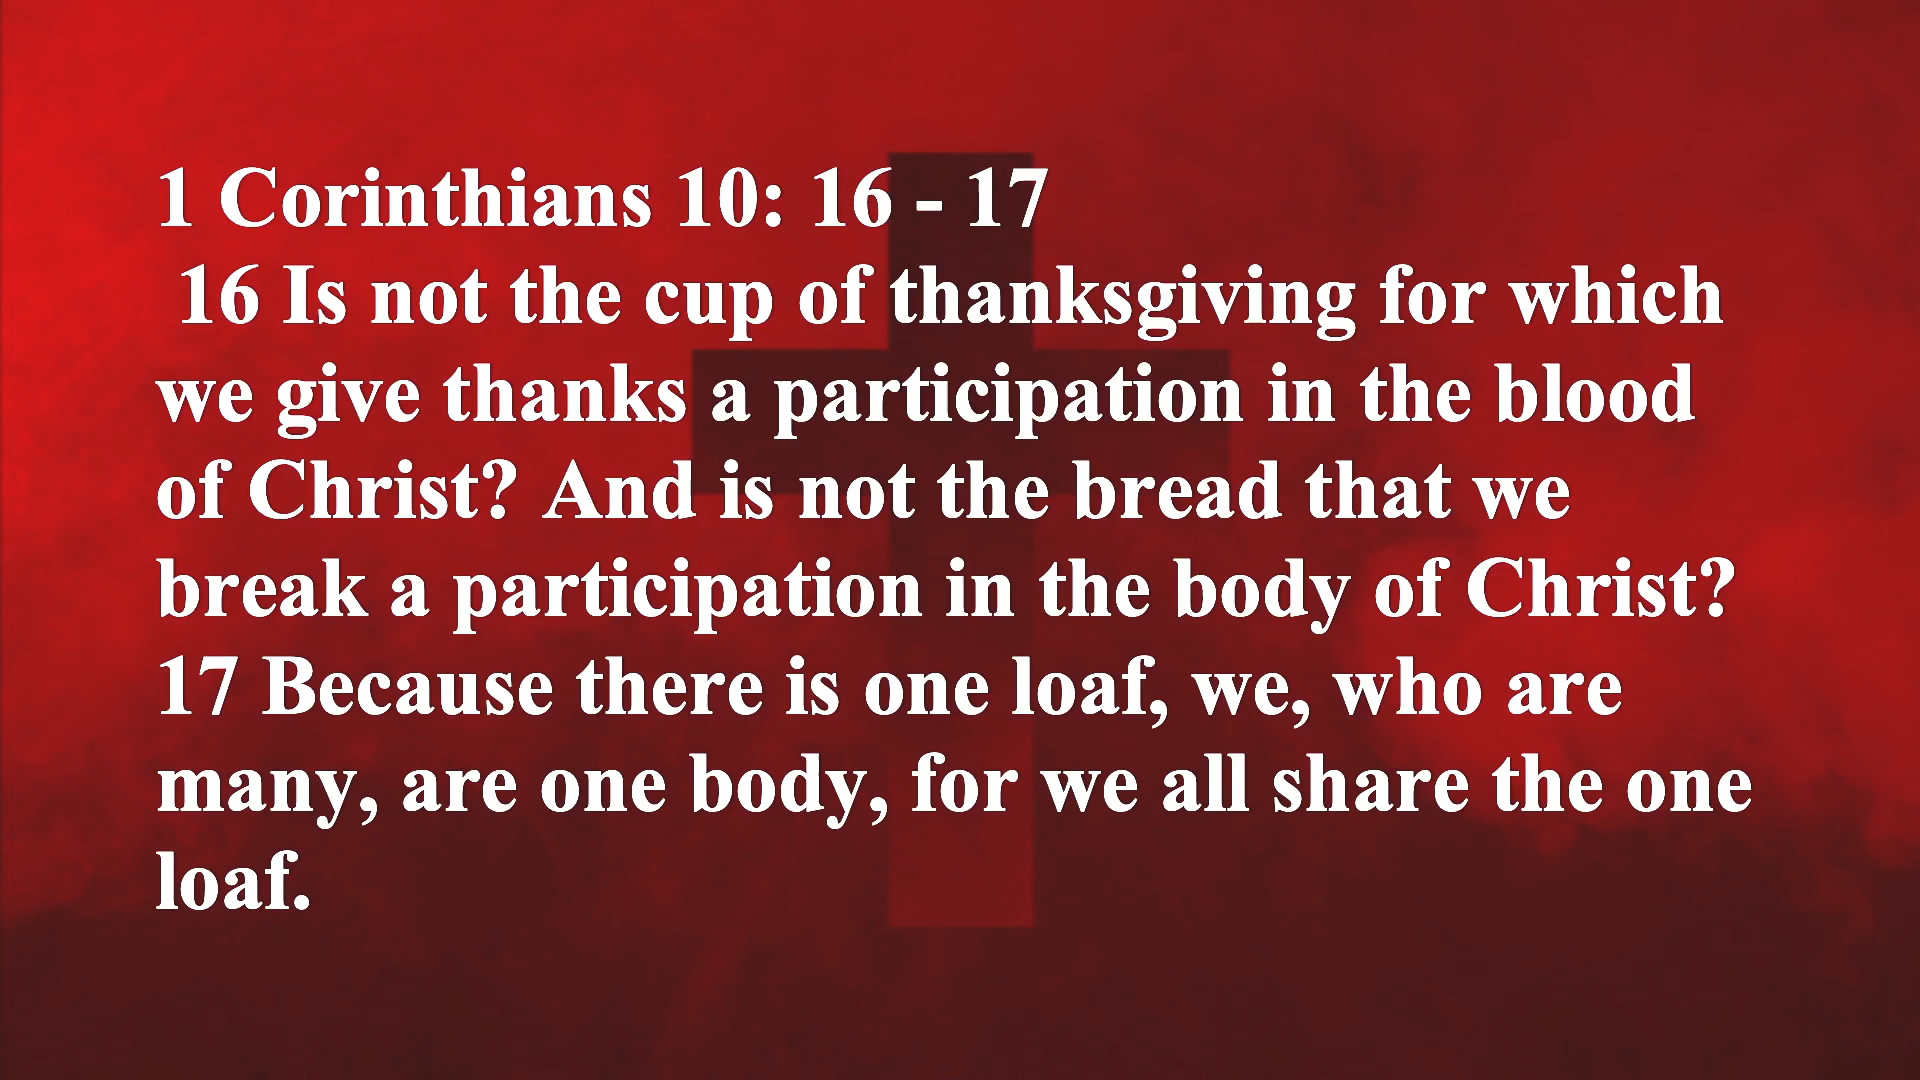 1 Corinthians 10: 16 - 17
16 Is not the cup of thanksgiving for which
we give thanks a participation in the blood
of Christ? And is not the bread that we
break a participation in the body of Christ?
17 Because there is one loaf, we, who are
many, are one body, for we all share the one
loaf.